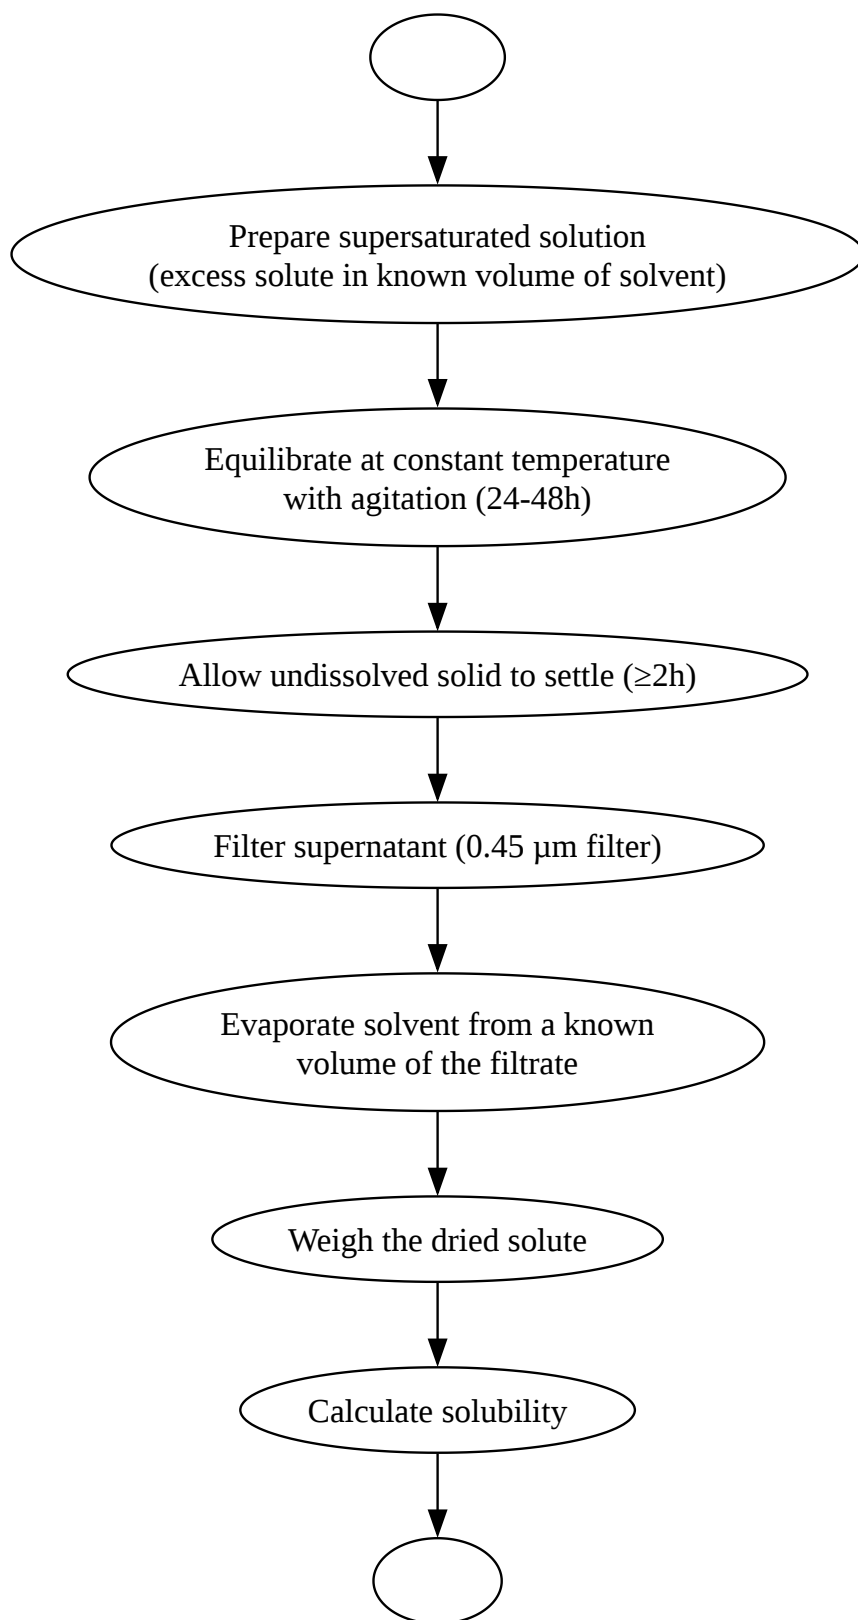 Prepare supersaturated solution
(excess solute in known volume of solvent)
Equilibrate at constant temperature
with agitation (24-48h)
Allow undissolved solid to settle (≥2h)
Filter supernatant (0.45 µm filter)
Evaporate solvent from a known
volume of the filtrate
Weigh the dried solute
Calculate solubility